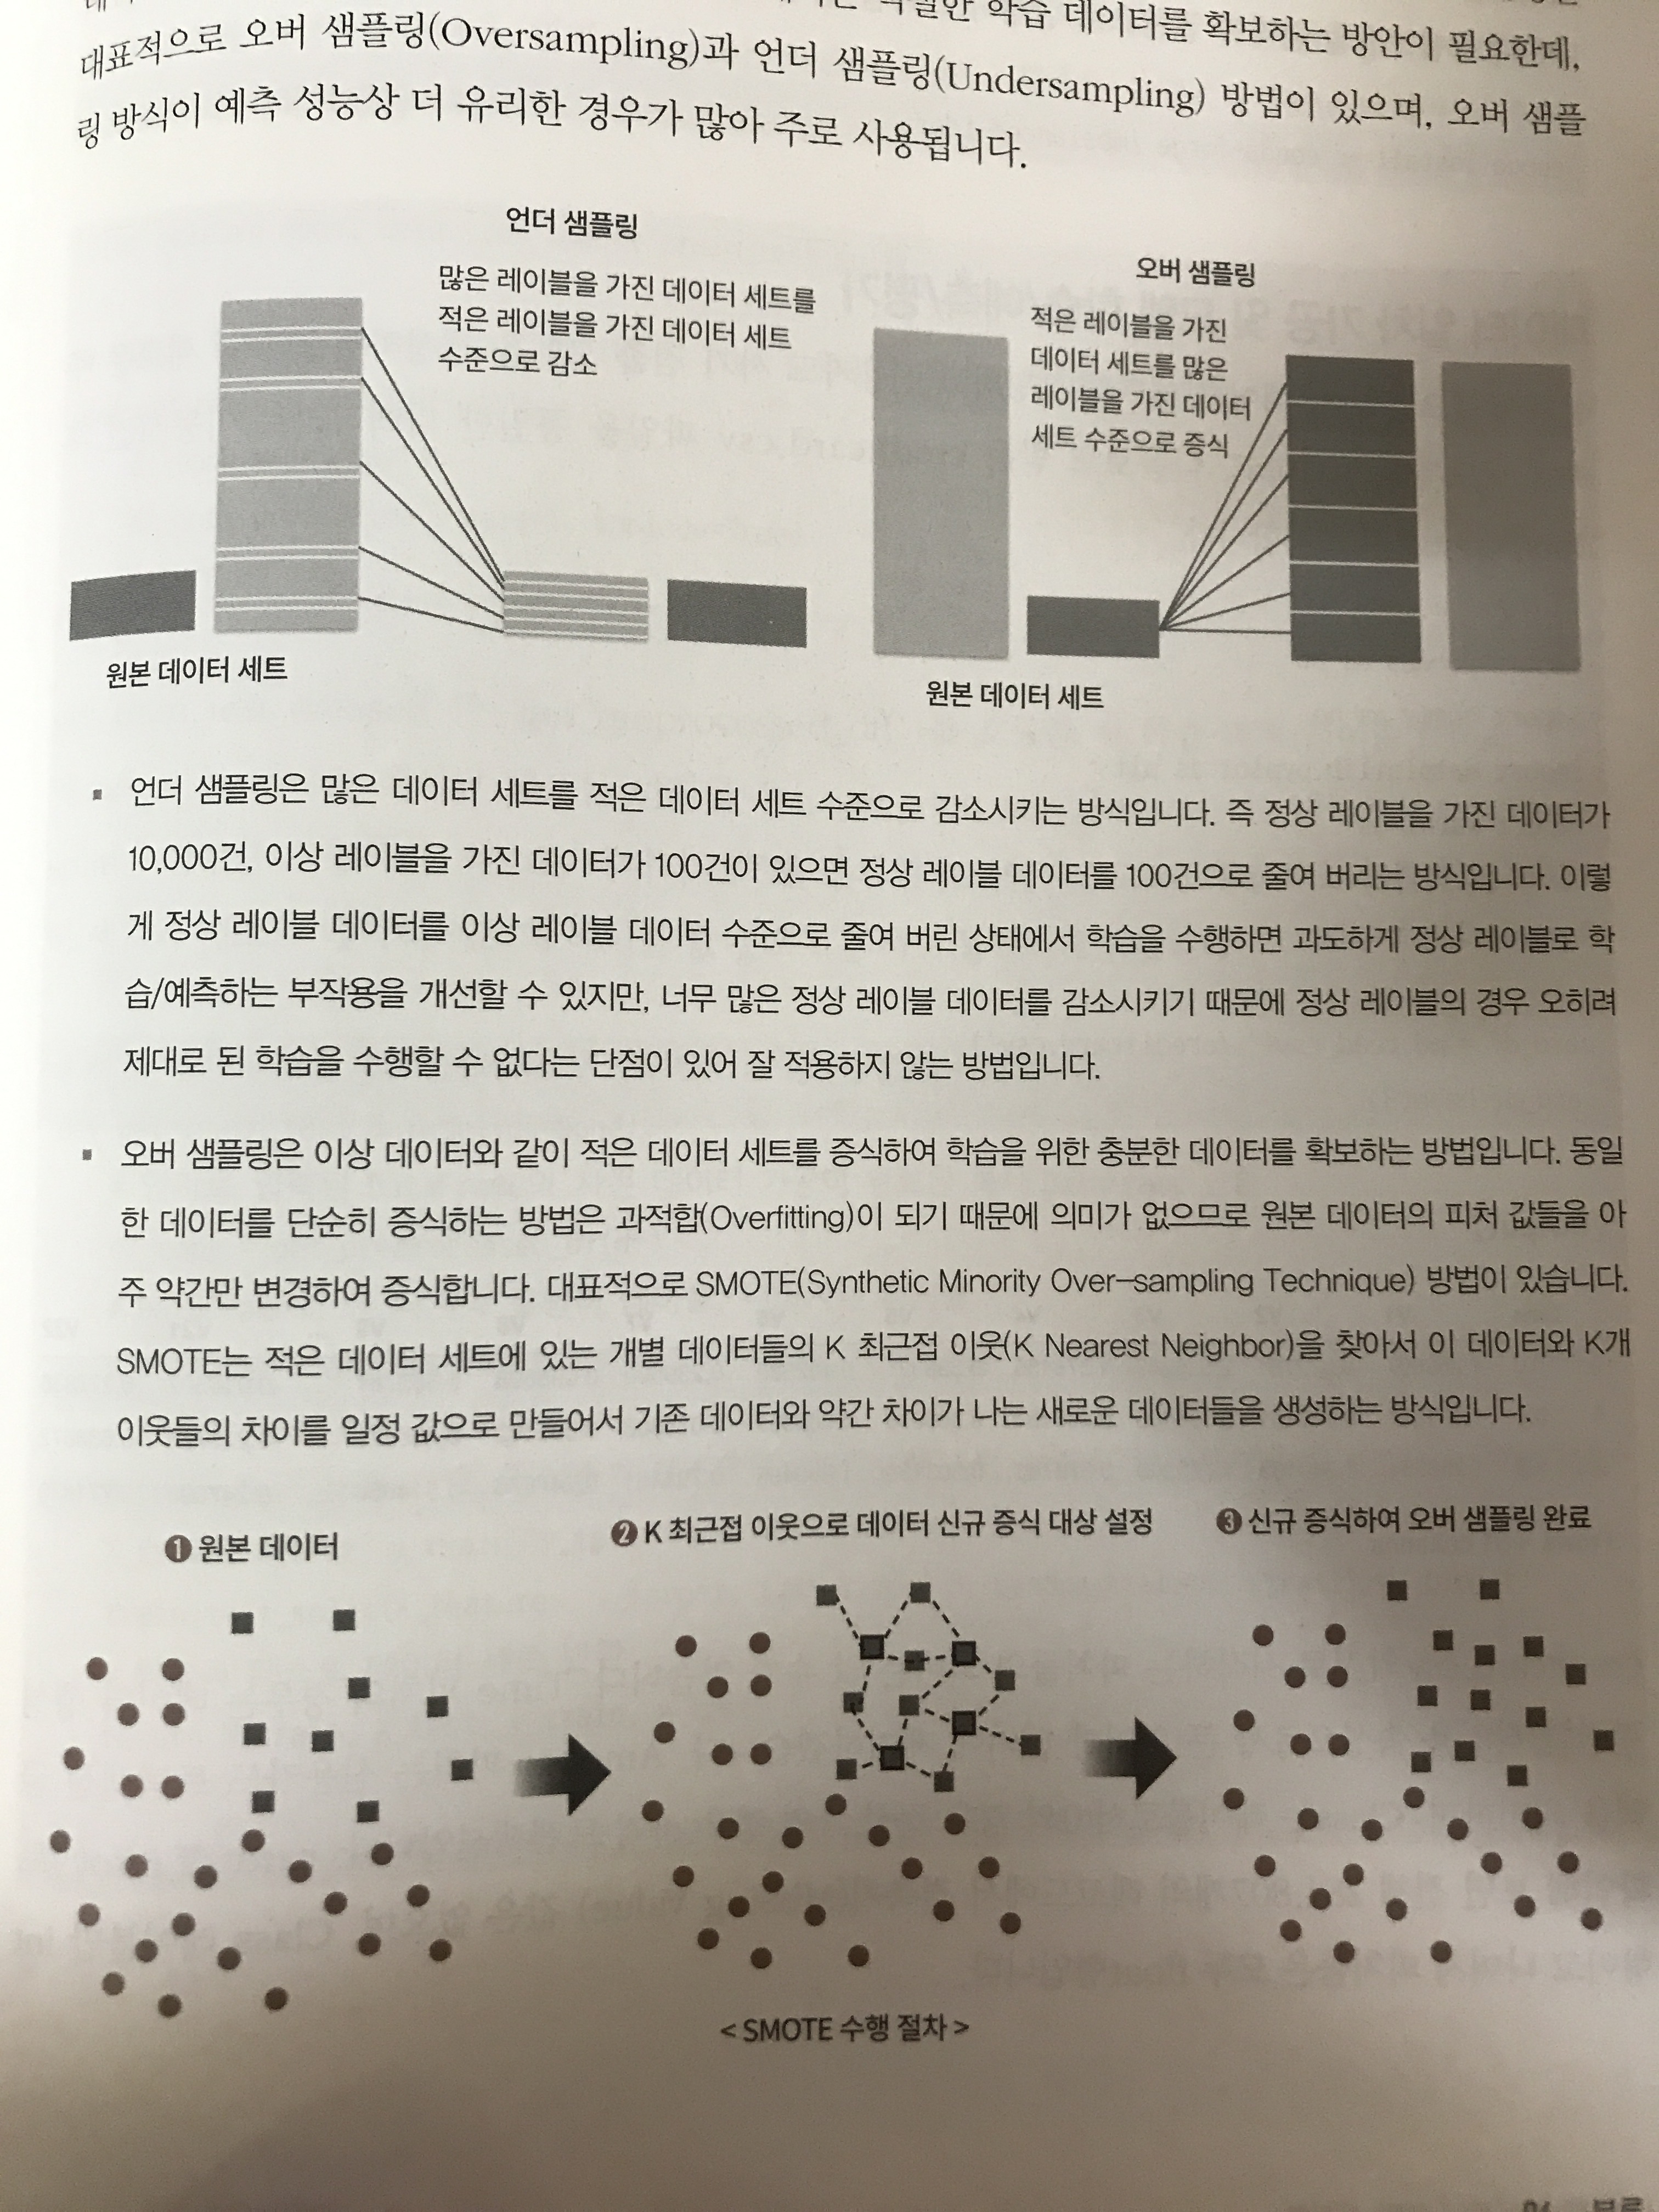 학습 데이터를 확보하는 방안이 필요한데,
대표적으로 오버 샘플링(Oversampling)과 언더 샘플링(Undersampling) 방법이 있으며, 오버 샘플
링 방식이 예측 성능상 더 유리한 경우가 많아 주로 사용됩니다.
언더 샘플링
많은 레이블을 가진 데이터 세트를
적은 레이블을 가진 데이터 세트
수준으로 감소
원본 데이터 세트
오버 샘플링
적은 레이블을 가진
데이터 세트를 많은
레이블을 가진 데이터
세트 수준으로 증식
원본 데이터 세트
▪ 언더 샘플링은 많은 데이터 세트를 적은 데이터 세트 수준으로 감소시키는 방식입니다. 즉 정상 레이블을 가진 데이터가
10,000건, 이상 레이블을 가진 데이터가 100건이 있으면 정상 레이블 데이터를 100건으로 줄여 버리는 방식입니다. 이렇
게 정상 레이블 데이터를 이상 레이블 데이터 수준으로 줄여 버린 상태에서 학습을 수행하면 과도하게 정상 레이블로 학
습/예측하는 부작용을 개선할 수 있지만, 너무 많은 정상 레이블 데이터를 감소시키기 때문에 정상 레이블의 경우 오히려
제대로 된 학습을 수행할 수 없다는 단점이 있어 잘 적용하지 않는 방법입니다.
▪ 오버 샘플링은 이상 데이터와 같이 적은 데이터 세트를 증식하여 학습을 위한 충분한 데이터를 확보하는 방법입니다. 동일
한 데이터를 단순히 증식하는 방법은 과적합(Overfitting)이 되기 때문에 의미가 없으므로 원본 데이터의 피처 값들을 아
주 약간만 변경하여 증식합니다. 대표적으로 SMOTE(Synthetic Minority Over-sampling Technique) 방법이 있습니다.
SMOTE는 적은 데이터 세트에 있는 개별 데이터들의 K 최근접 이웃(K Nearest Neighbor)을 찾아서 이 데이터와 K개
이웃들의 차이를 일정 값으로 만들어서 기존 데이터와 약간 차이가 나는 새로운 데이터들을 생성하는 방식입니다.
❶ 원본 데이터
❷ K 최근접 이웃으로 데이터 신규 증식 대상 설정
❸ 신규 증식하여 오버 샘플링 완료
< SMOTE 수행 절차 >